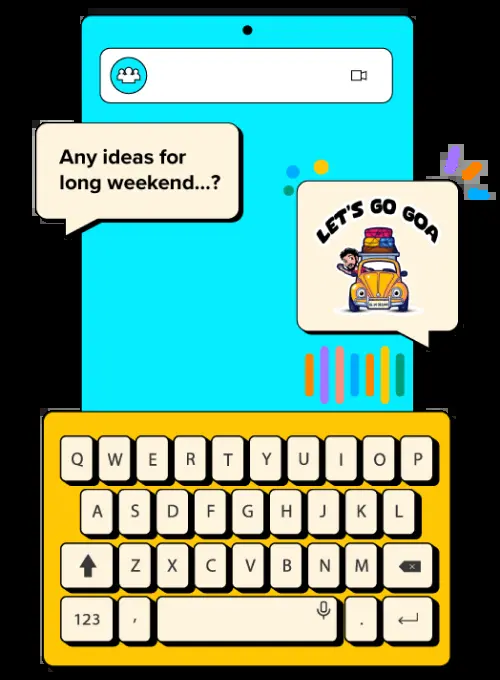 Any ideas for
long weekend...?
LET'S GO GOA
Q W E R T Y U I O P
A S D F G H J K L
Z X C V B N M
123 , .